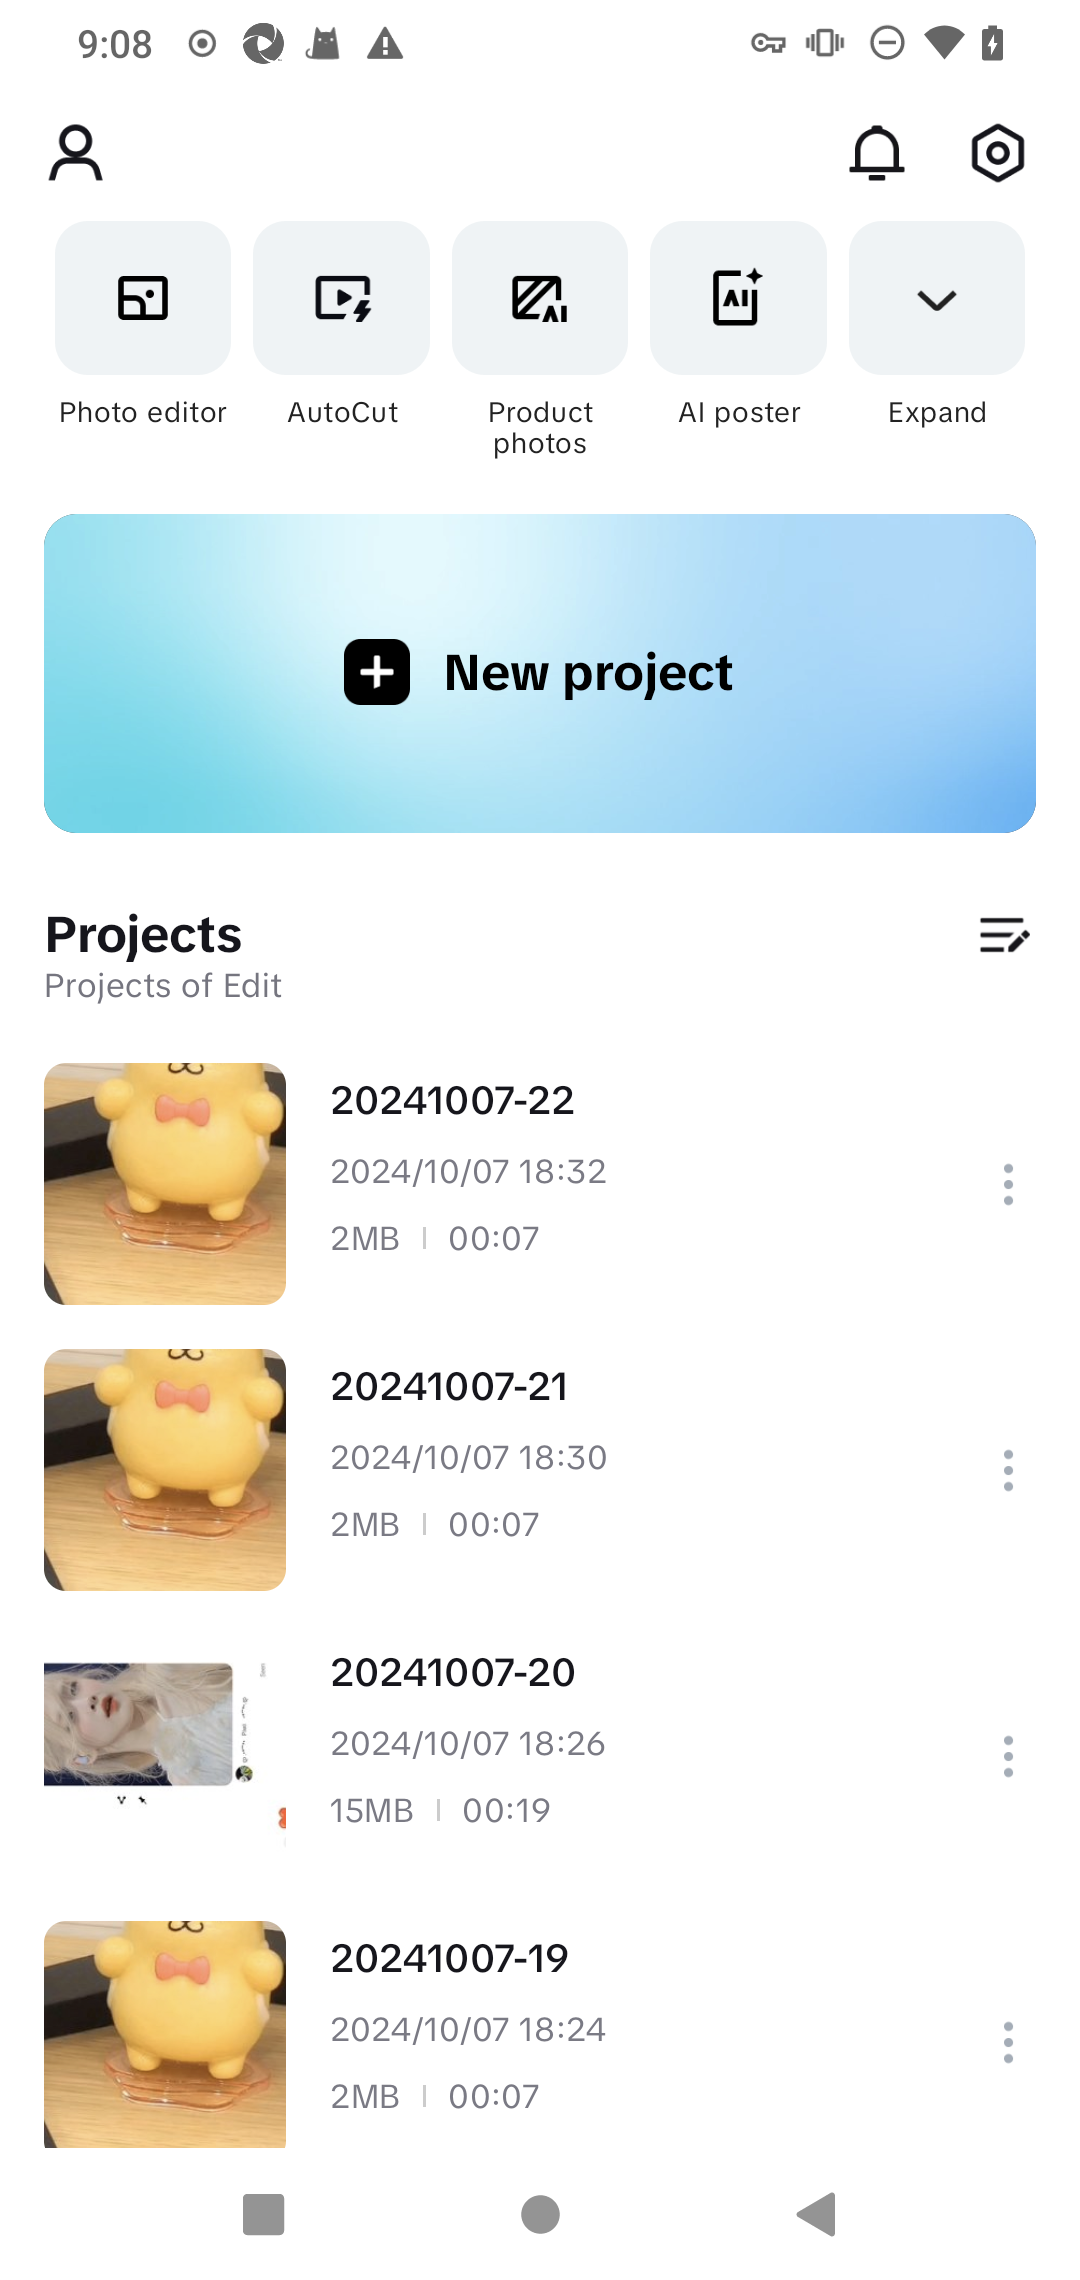 9:08
Photo editor
AutoCut
Product
photos
AI poster
Expand
New project
Projects
Projects of Edit
20241007-22
2024/10/07 18:32
2MB | 00:07
20241007-21
2024/10/07 18:30
2MB | 00:07
20241007-20
2024/10/07 18:26
15MB | 00:19
20241007-19
2024/10/07 18:24
2MB | 00:07